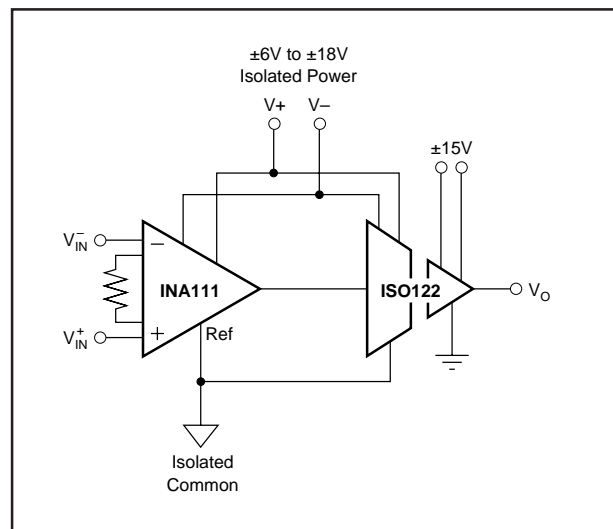 ±6V to ±18V
Isolated Power
V+
V–
±15V
V⁻IN
–
INA111
ISO122
VO
+
V⁺IN
Ref
Isolated
Common